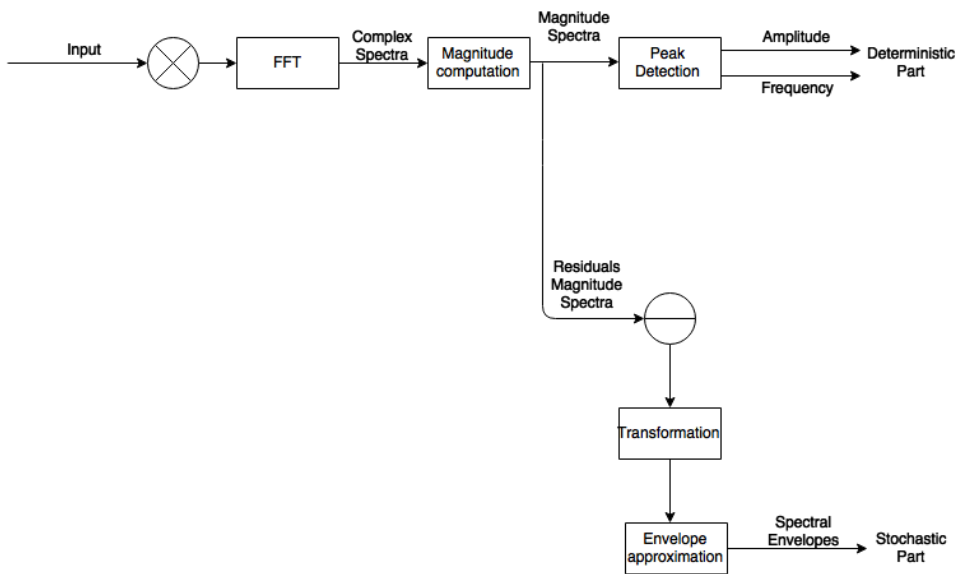 Input
FFT
Complex
Spectra
Magnitude
computation
Magnitude
Spectra
Peak
Detection
Amplitude
Frequency
Deterministic
Part
Residuals
Magnitude
Spectra
Transformation
Envelope
approximation
Spectral
Envelopes
Stochastic
Part